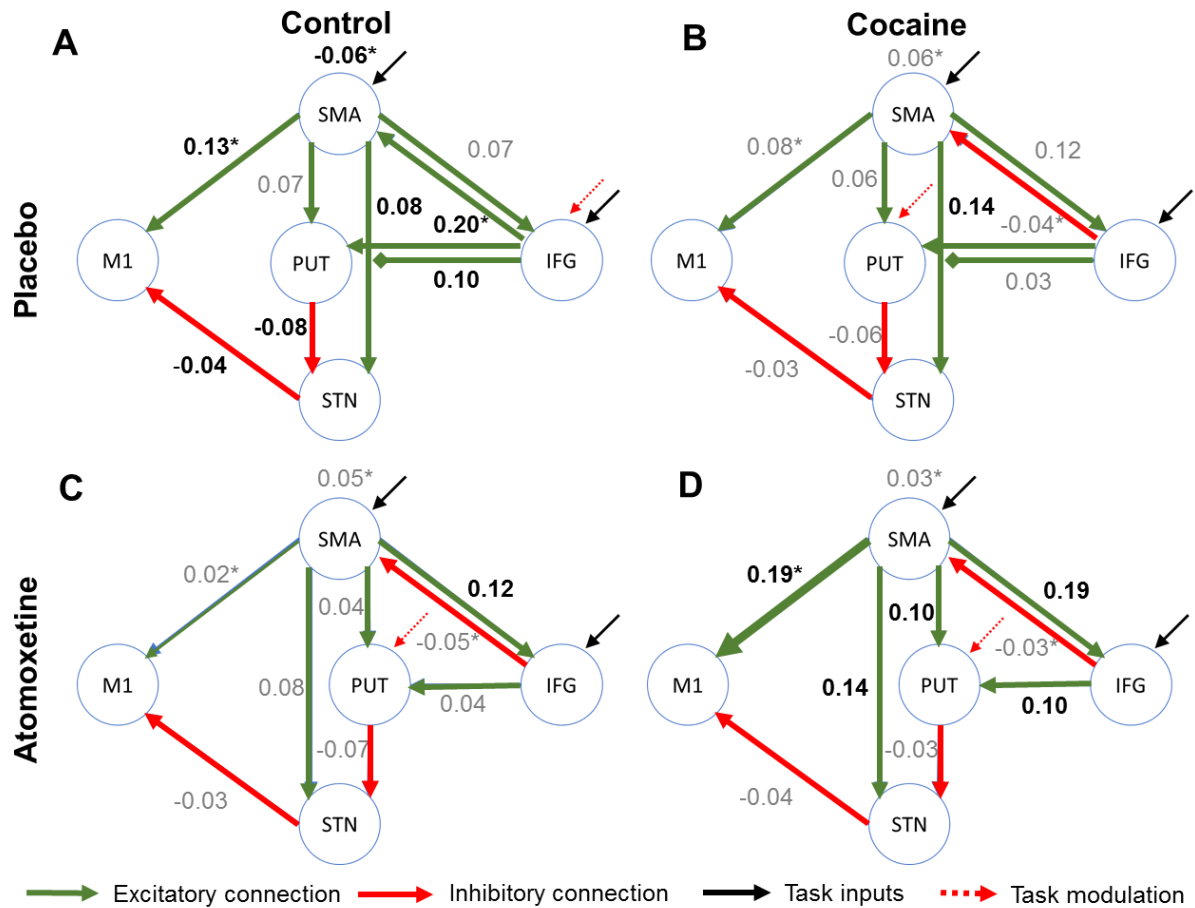 Control
Cocaine
A
-0.06*
B
0.06*
SMA
SMA
0.13*
0.07
0.08*
0.12
0.07
0.08
0.20*
0.06
0.14
-0.04*
M1
PUT
IFG
M1
PUT
IFG
0.10
0.03
Placebo
-0.08
-0.06
-0.04
-0.03
STN
STN
C
0.05*
D
0.03*
SMA
SMA
0.02*
0.04
0.12
0.19*
0.10
0.19
-0.05*
-0.03*
M1
PUT
IFG
M1
PUT
IFG
0.08
0.04
0.14
0.10
Atomoxetine
-0.07
-0.03
-0.03
-0.04
STN
STN
Excitatory connection
Inhibitory connection
Task inputs
Task modulation